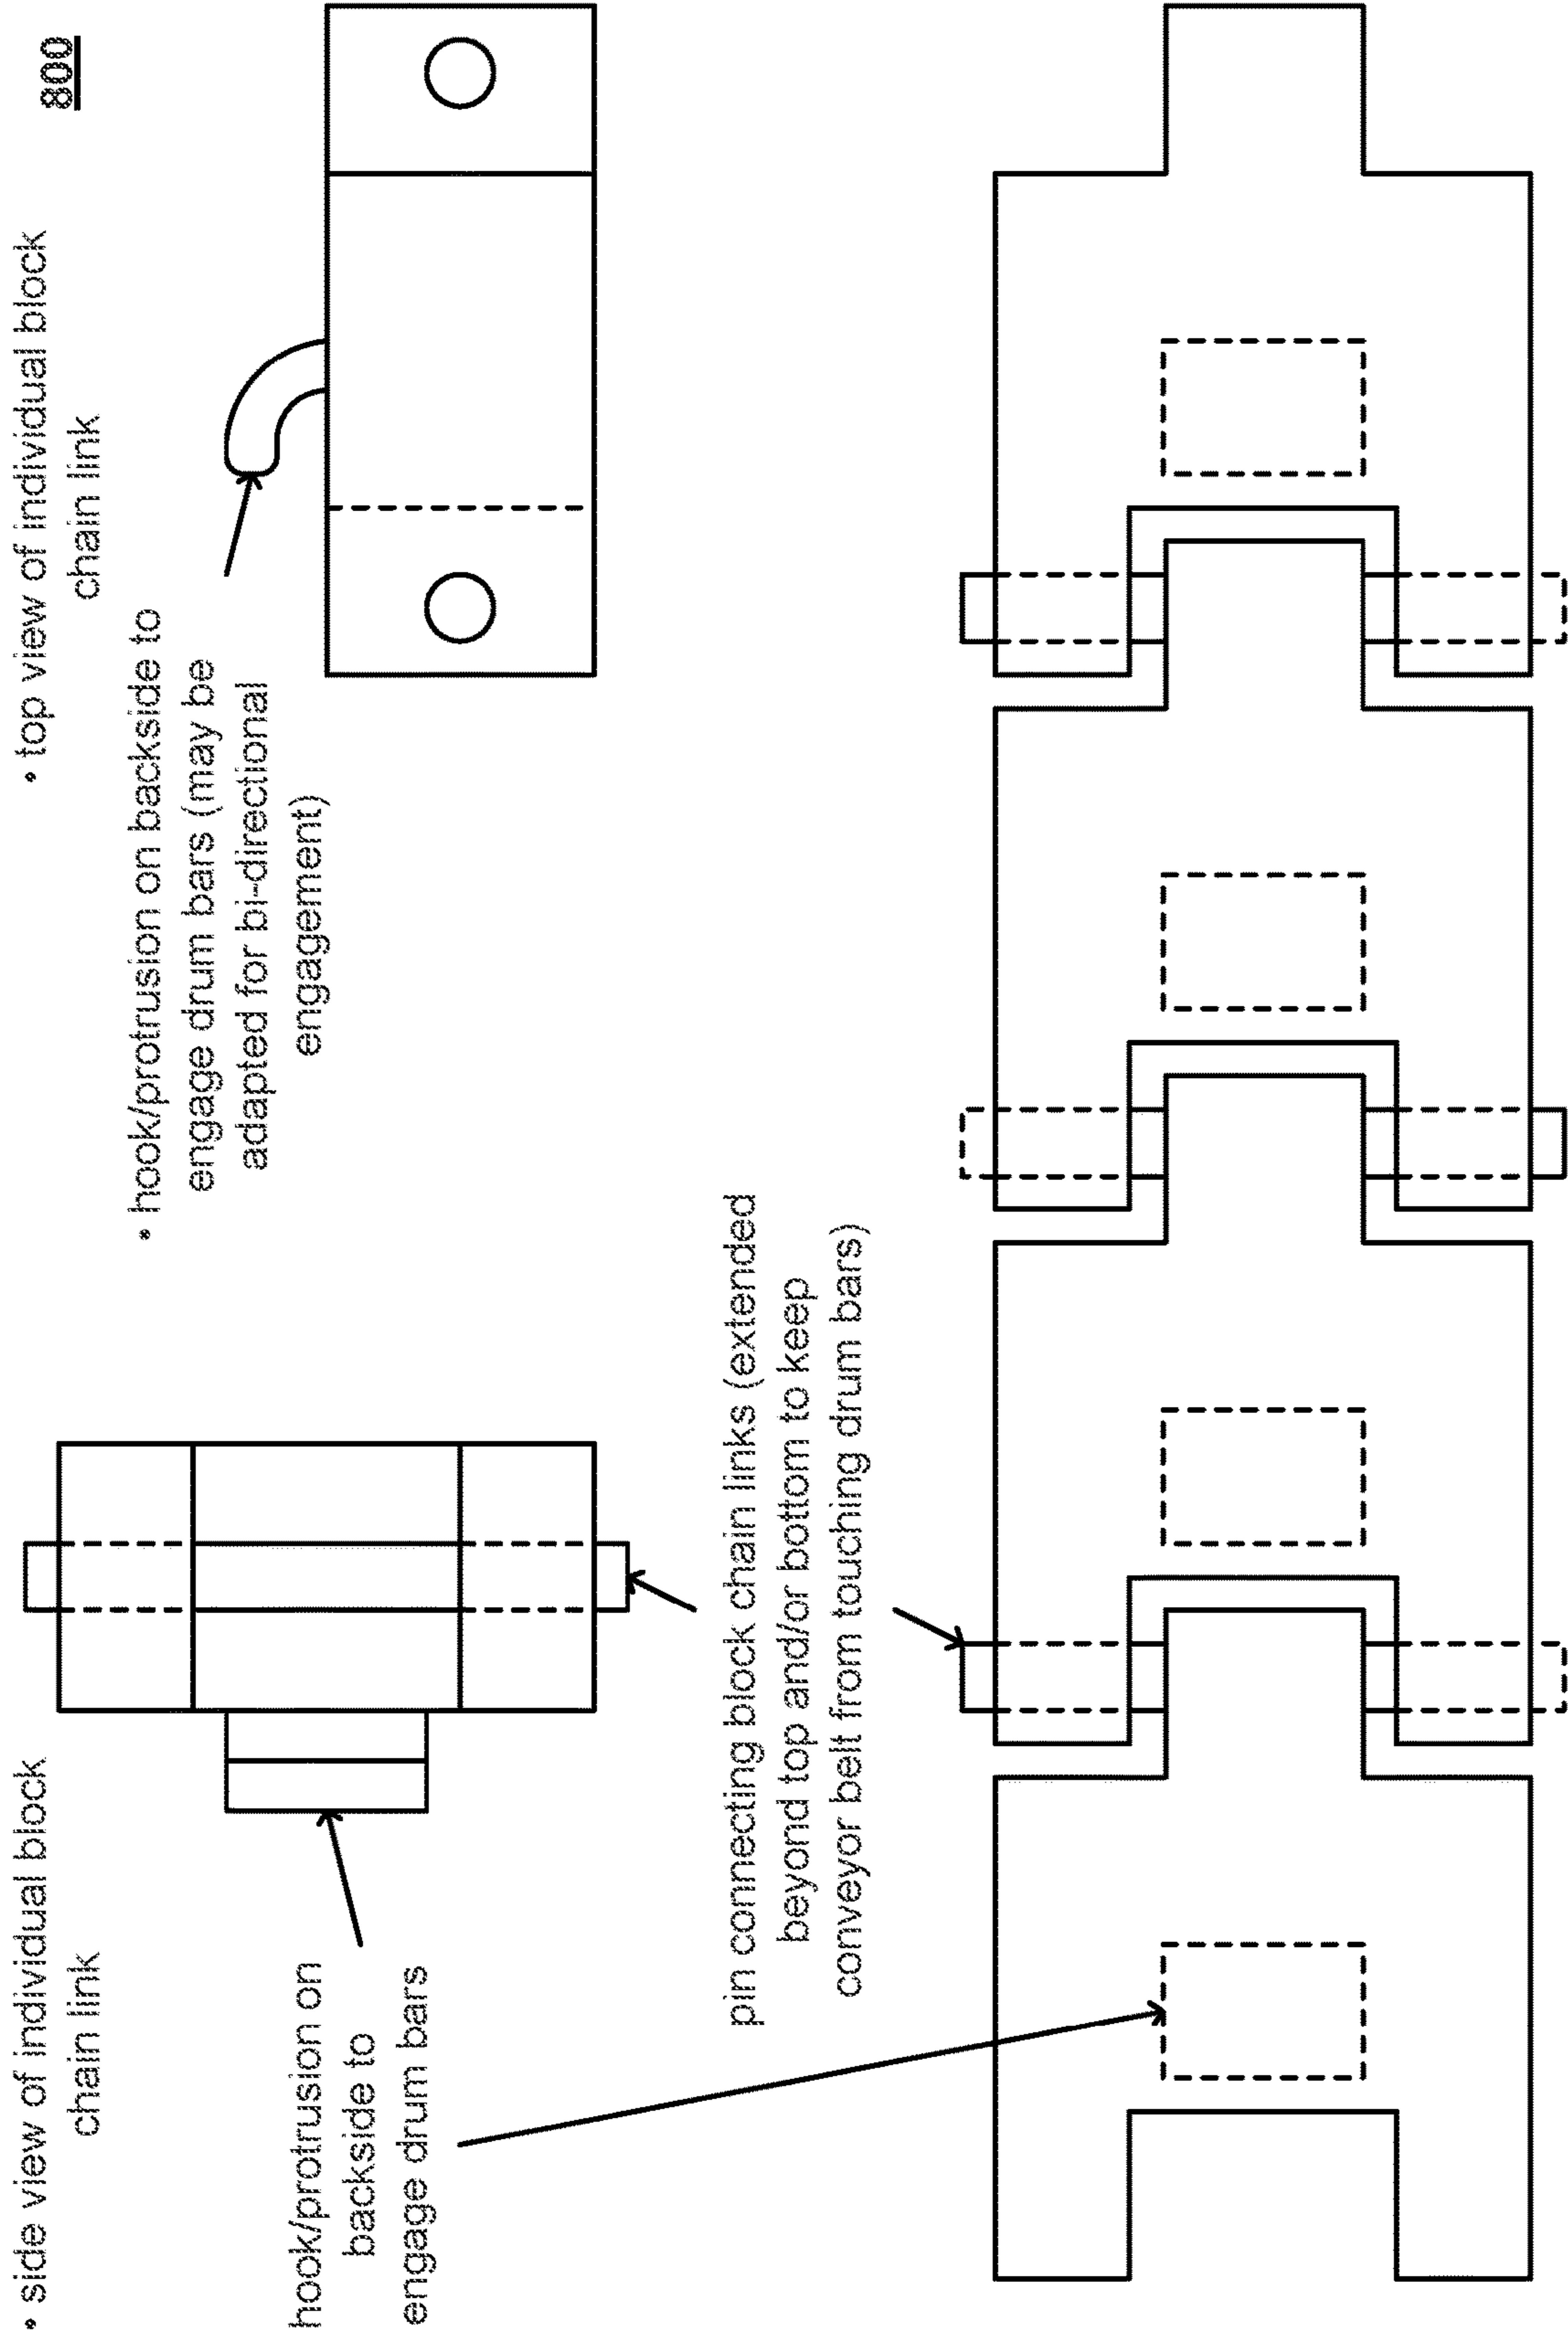 800
• side view of individual block
chain link
• top view of individual block
chain link
• hook/protrusion on backside to
engage drum bars (may be
adapted for bi-directional
engagement)
hook/protrusion on
backside to
engage drum bars
pin connecting block chain links (extended
beyond top and/or bottom to keep
conveyor belt from touching drum bars)